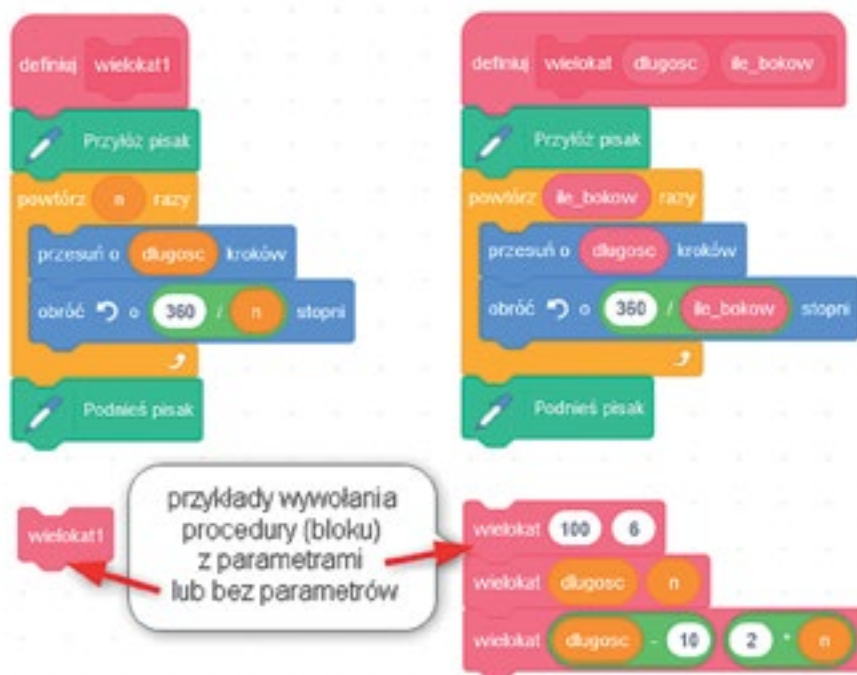 definiuj wielokat1
Przyłóż pisak
powtórz n razy
przesuń o dlugosc kroków
obróć o 360 / n stopni
Podnieś pisak
wielokat1
definiuj wielokat dlugosc ile_bokow
Przyłóż pisak
powtórz ile_bokow razy
przesuń o dlugosc kroków
obróć o 360 / ile_bokow stopni
Podnieś pisak
przykłady wywołania
procedury (bloku)
z parametrami
lub bez parametrów
wielokat 100 6
wielokat dlugosc n
wielokat dlugosc - 10 2 * n